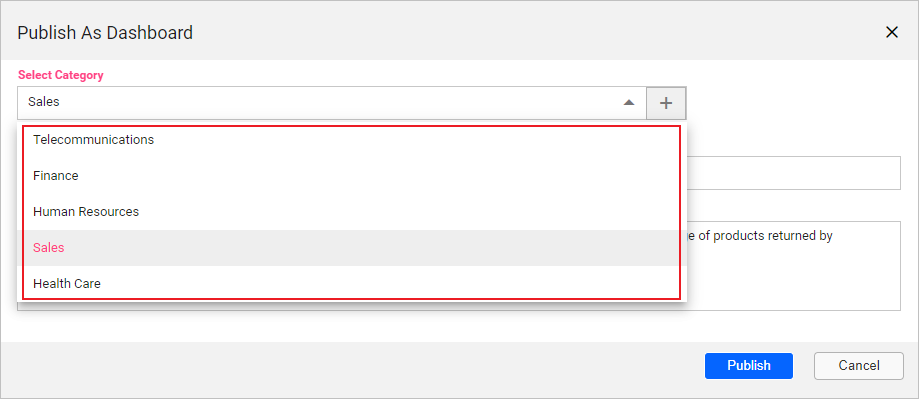 Publish As Dashboard
Select Category
Sales
Telecommunications
Finance
Human Resources
Sales
of products returned by
Health Care
Publish
Cancel